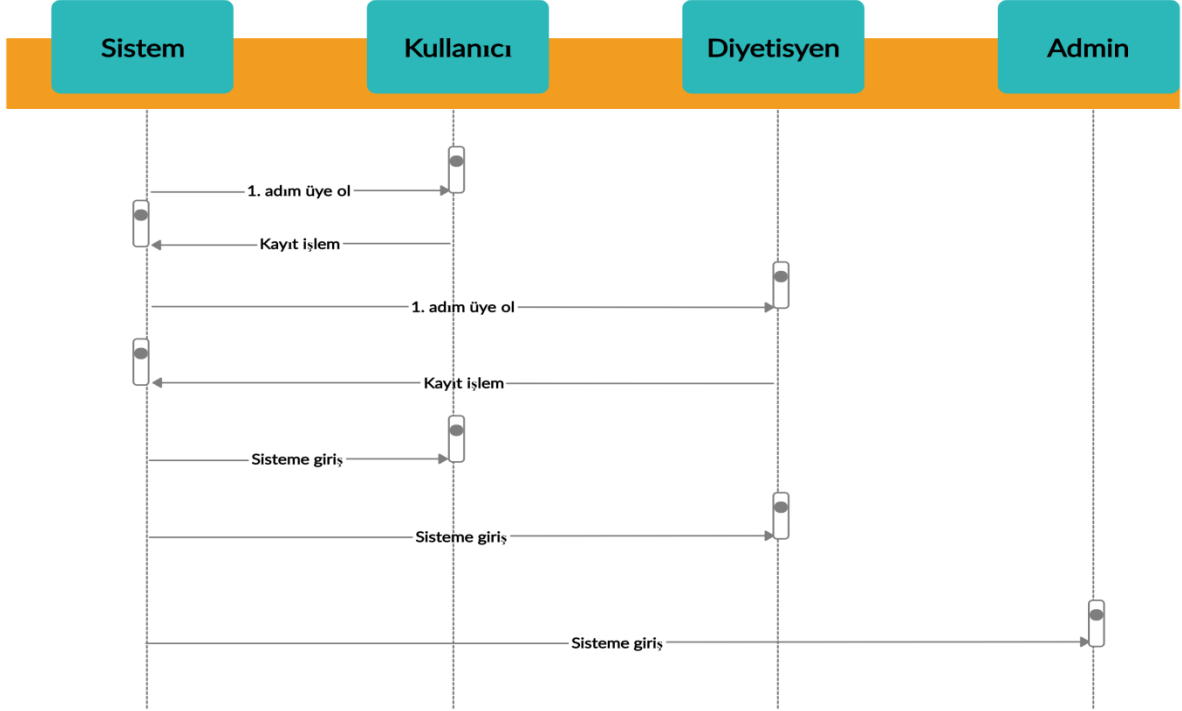 Sistem
Kullanıcı
Diyetisyen
Admin
1. adım üye ol
Kayıt işlem
1. adım üye ol
Kayıt işlem
Sisteme giriş
Sisteme giriş
Sisteme giriş